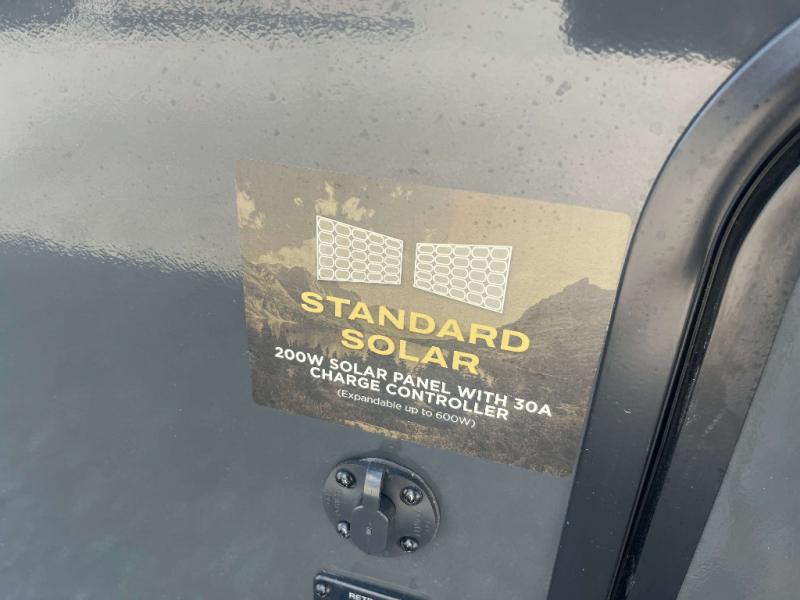 STANDARD
SOLAR
200W SOLAR PANEL WITH 30A
CHARGE CONTROLLER
(Expandable up to 600W)